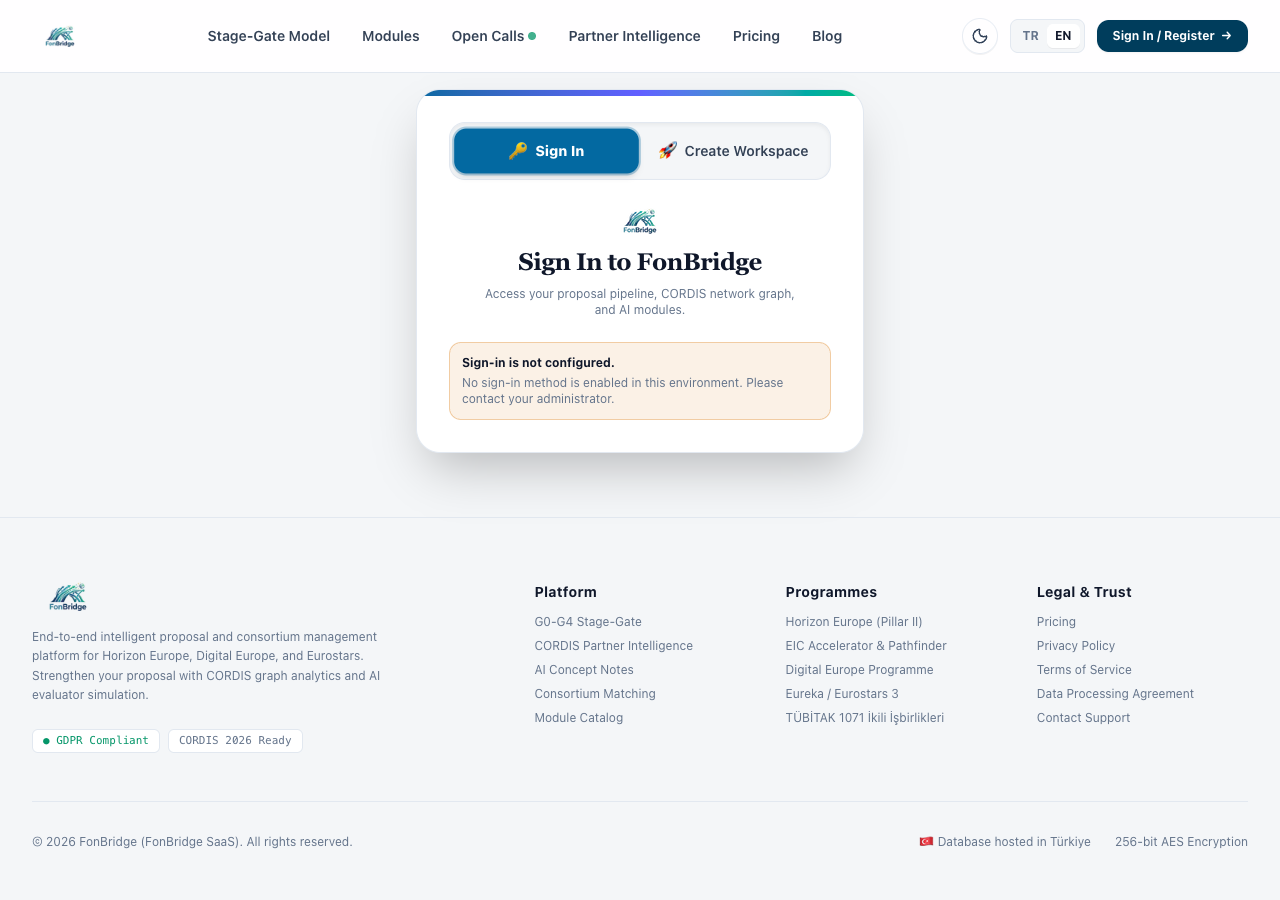 FonBridge
Stage-Gate Model
Modules
Open Calls
Partner Intelligence
Pricing
Blog
TR
EN
Sign In / Register →
🔑 Sign In
🚀 Create Workspace
FonBridge
Sign In to FonBridge
Access your proposal pipeline, CORDIS network graph,
and AI modules.
Sign-in is not configured.
No sign-in method is enabled in this environment. Please
contact your administrator.
FonBridge
End-to-end intelligent proposal and consortium management
platform for Horizon Europe, Digital Europe, and Eurostars.
Strengthen your proposal with CORDIS graph analytics and AI
evaluator simulation.
● GDPR Compliant
CORDIS 2026 Ready
Platform
G0-G4 Stage-Gate
CORDIS Partner Intelligence
AI Concept Notes
Consortium Matching
Module Catalog
Programmes
Horizon Europe (Pillar II)
EIC Accelerator & Pathfinder
Digital Europe Programme
Eureka / Eurostars 3
TÜBİTAK 1071 İkili İşbirlikleri
Legal & Trust
Pricing
Privacy Policy
Terms of Service
Data Processing Agreement
Contact Support
© 2026 FonBridge (FonBridge SaaS). All rights reserved.
🇹🇷 Database hosted in Türkiye
256-bit AES Encryption